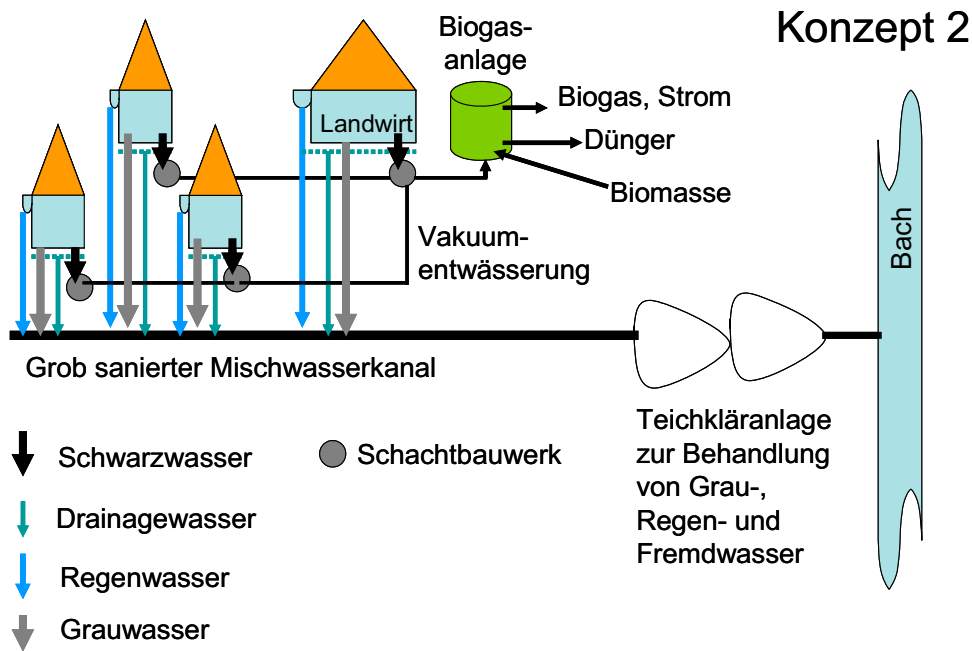 Konzept 2
Biogas-
anlage
Biogas, Strom
Dünger
Biomasse
Landwirt
Vakuum-
entwässerung
Bach
Grob sanierter Mischwasserkanal
Teichkläranlage
zur Behandlung
von Grau-,
Regen- und
Fremdwasser
Schwarzwasser
Schachtbauwerk
Drainagewasser
Regenwasser
Grauwasser